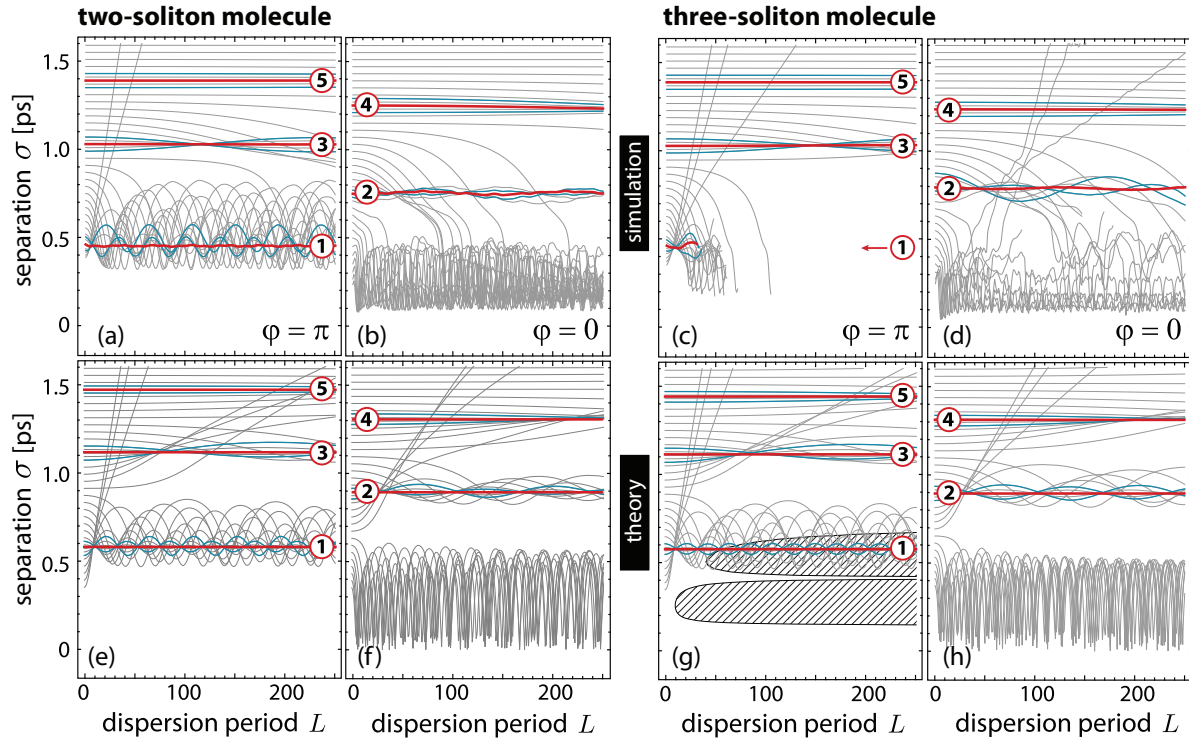 two-soliton molecule three-soliton molecule
separation σ [ps]
1.5
1.0
0.5
0
5
3
1
(a) φ = π
4
2
(b) φ = 0
simulation
5
3
1
(c) φ = π
4
2
(d) φ = 0
separation σ [ps]
1.5
1.0
0.5
0
5
3
1
(e)
4
2
(f)
theory
5
3
1
(g)
4
2
(h)
0 100 200 0 100 200 0 100 200 0 100 200
dispersion period L dispersion period L dispersion period L dispersion period L